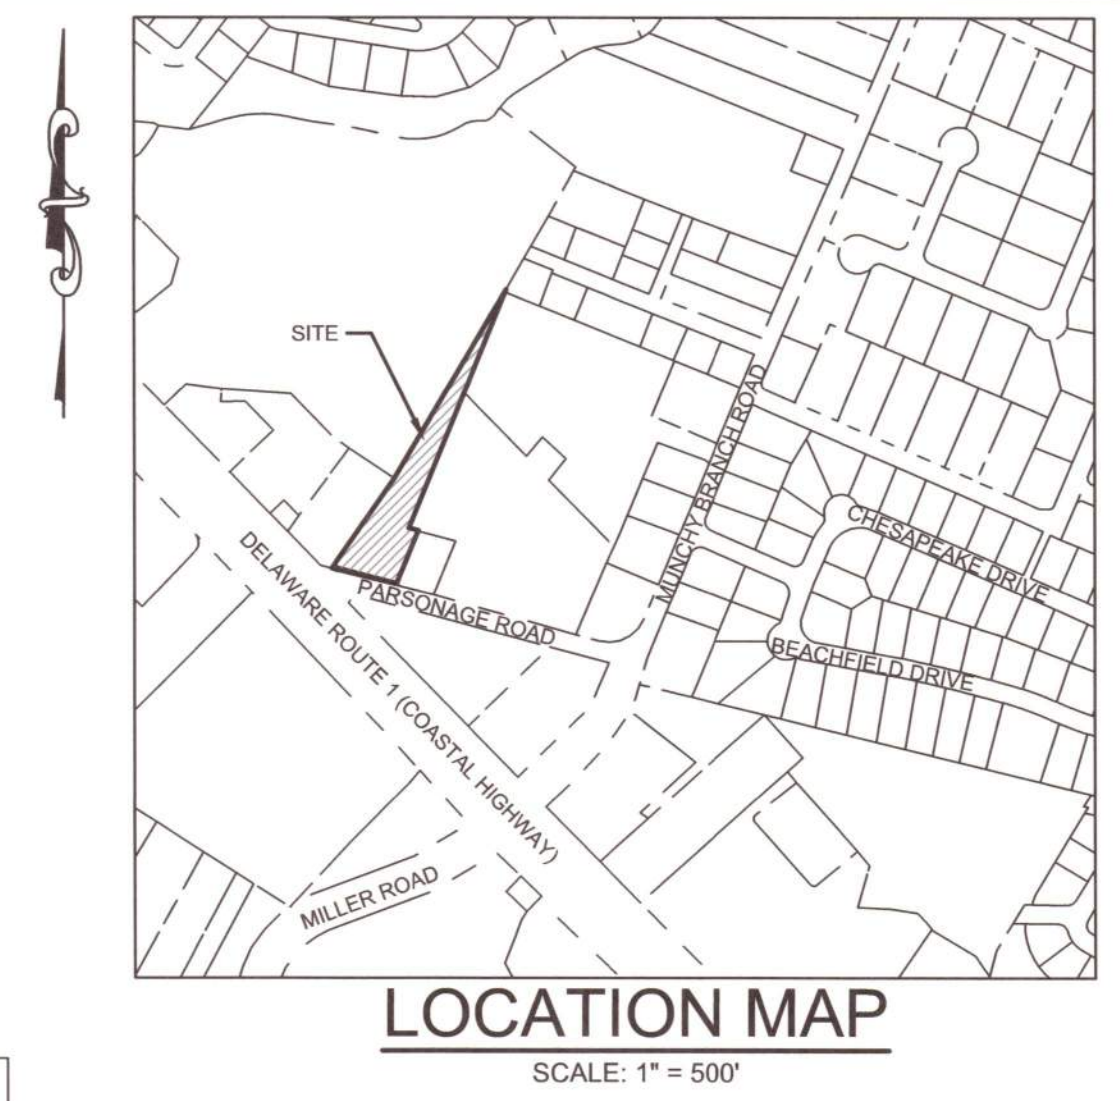 SITE
MUNCHY BRANCH ROAD
CHESAPEAKE DRIVE
DELAWARE ROUTE 1 (COASTAL HIGHWAY)
PARSONAGE ROAD
BEACHFIELD DRIVE
MILLER ROAD
LOCATION MAP
SCALE: 1" = 500'